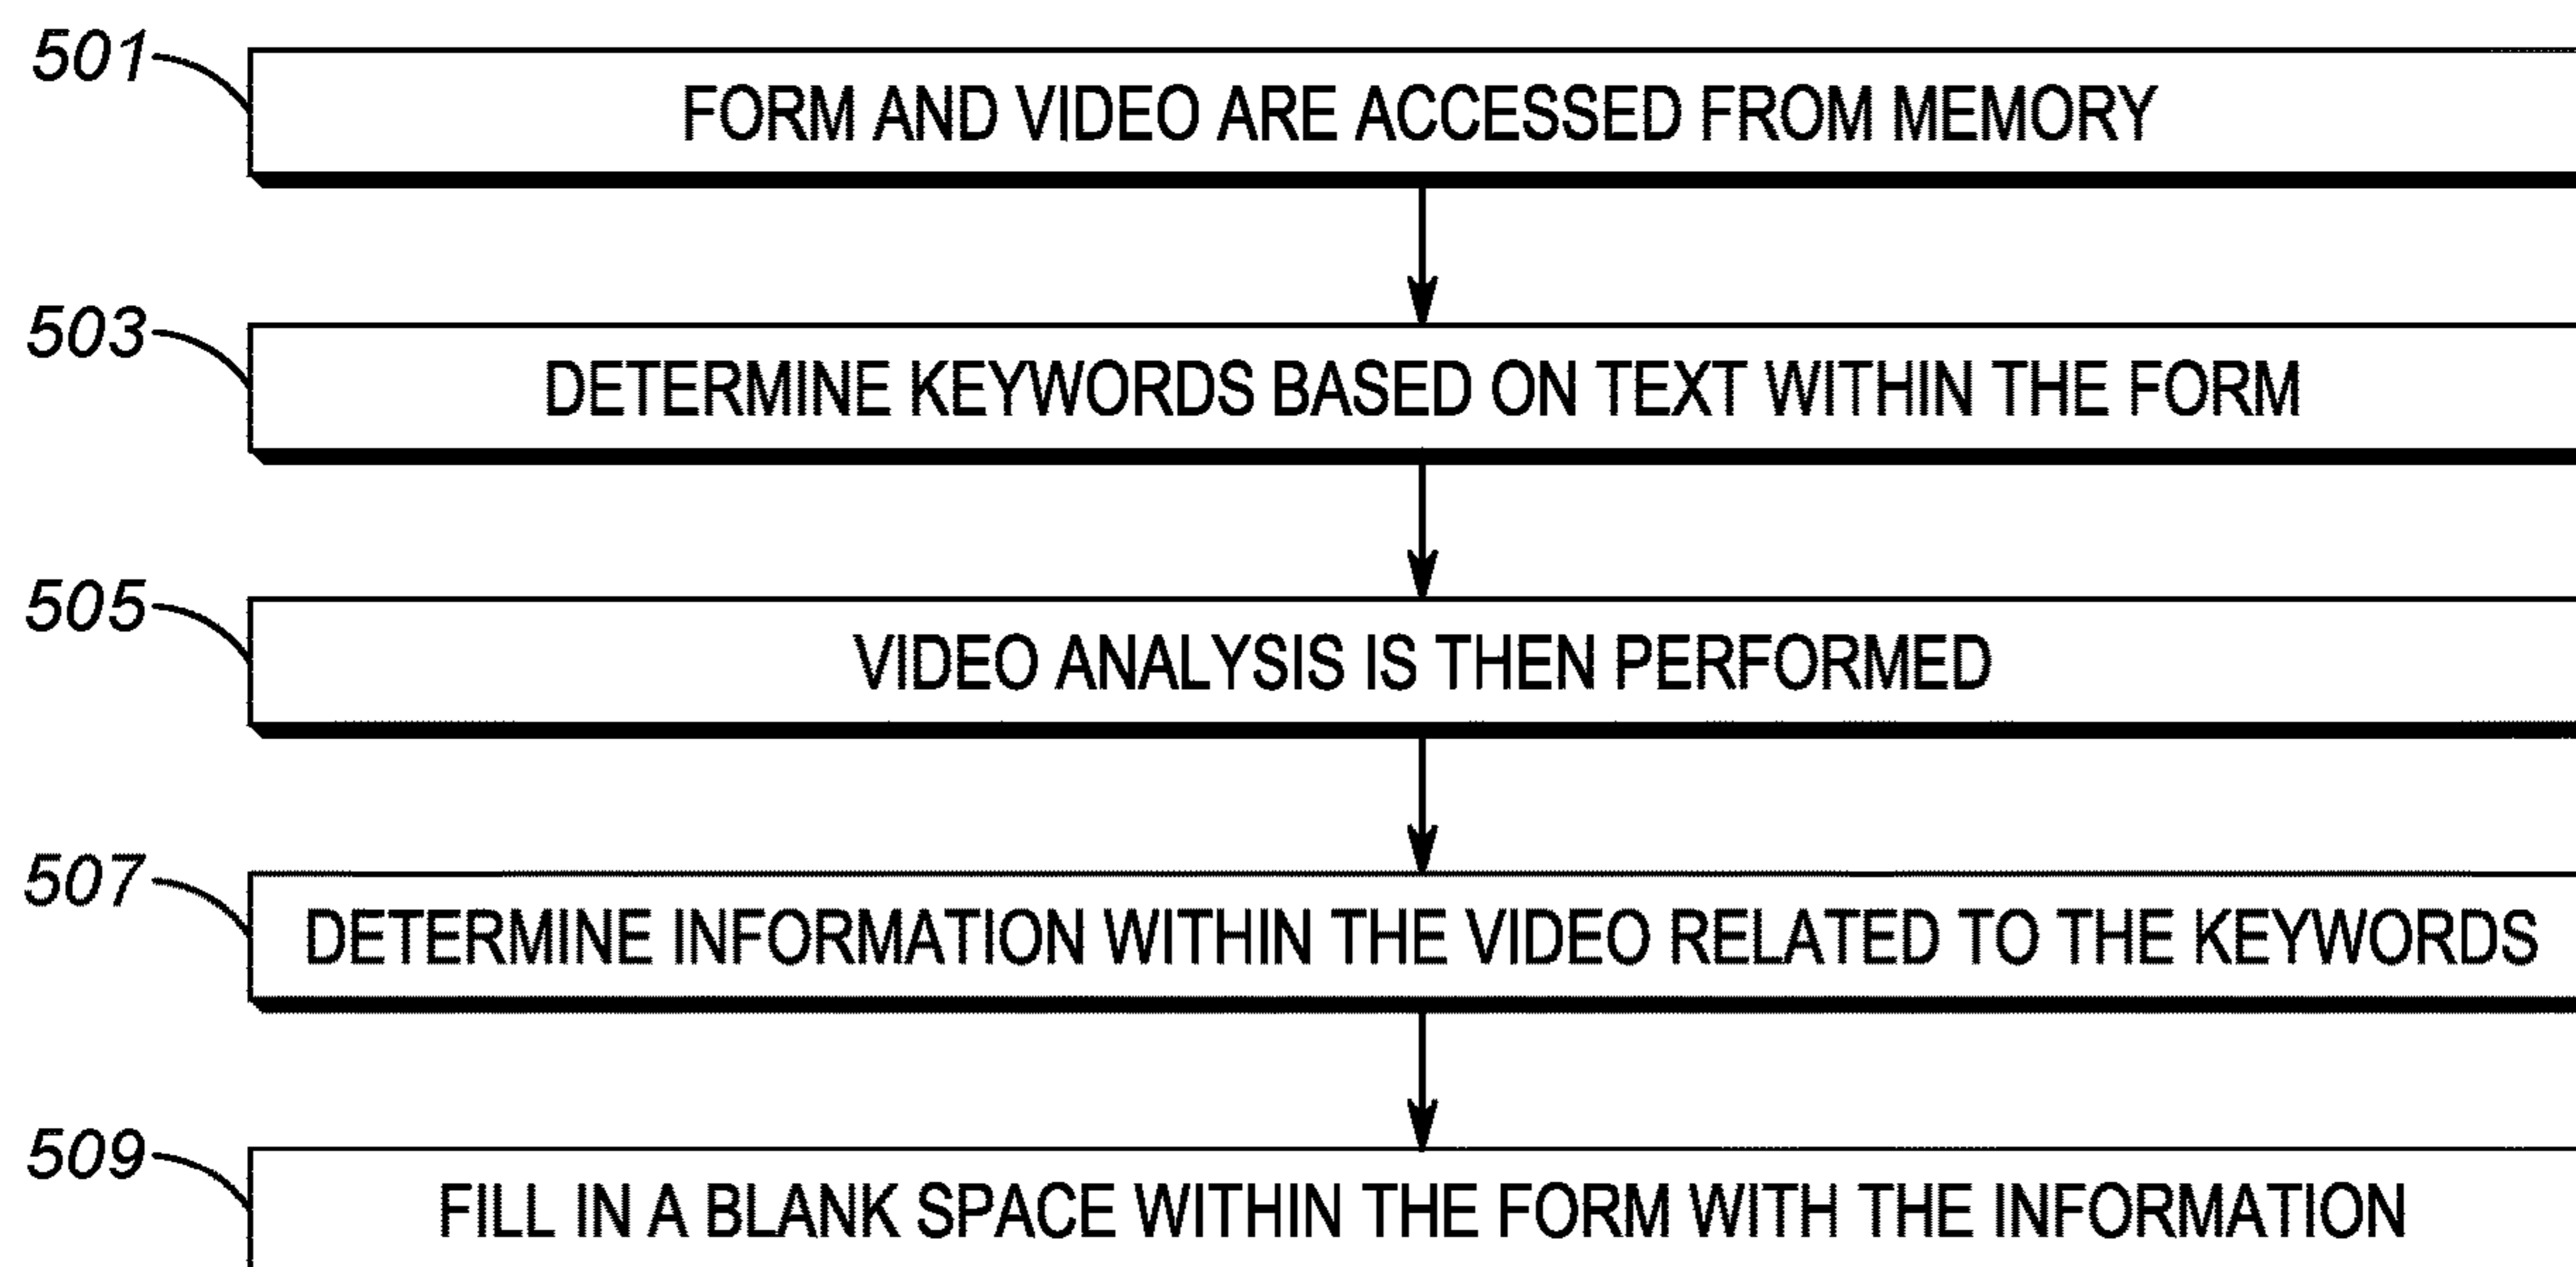 501
FORM AND VIDEO ARE ACCESSED FROM MEMORY
503
DETERMINE KEYWORDS BASED ON TEXT WITHIN THE FORM
505
VIDEO ANALYSIS IS THEN PERFORMED
507
DETERMINE INFORMATION WITHIN THE VIDEO RELATED TO THE KEYWORDS
509
FILL IN A BLANK SPACE WITHIN THE FORM WITH THE INFORMATION